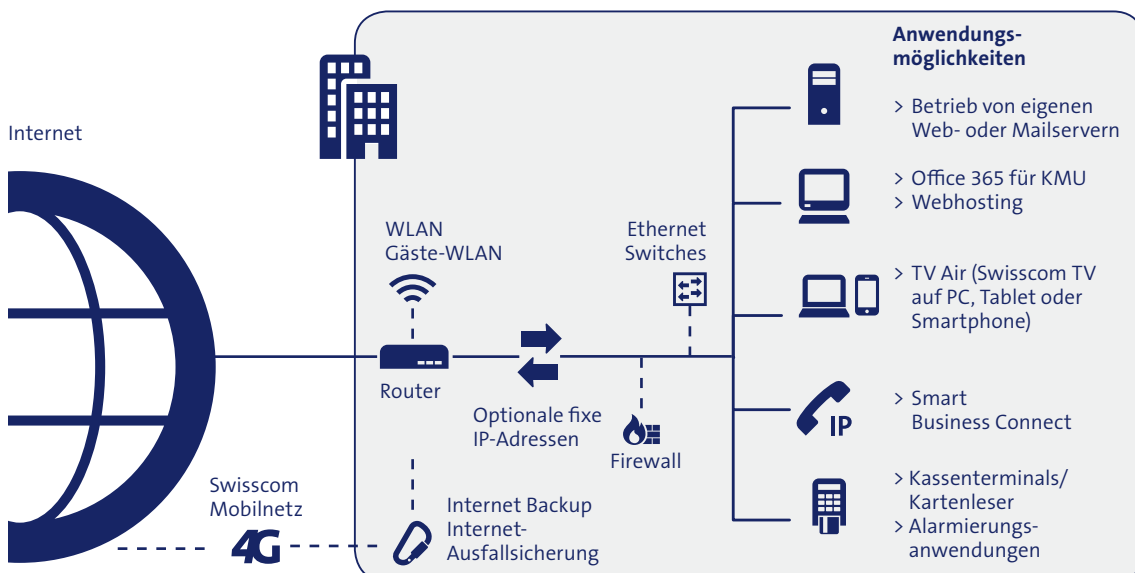 Internet
WLAN
Gäste-WLAN
Router
Optionale fixe
IP-Adressen
Ethernet
Switches
Firewall
Swisscom
Mobilnetz
4G
Internet Backup
Internet-
Ausfallsicherung
Anwendungs-
möglichkeiten
> Betrieb von eigenen
Web- oder Mailservern
> Office 365 für KMU
> Webhosting
> TV Air (Swisscom TV
auf PC, Tablet oder
Smartphone)
IP
> Smart
Business Connect
> Kassenterminals/
Kartenleser
> Alarmierungs-
anwendungen